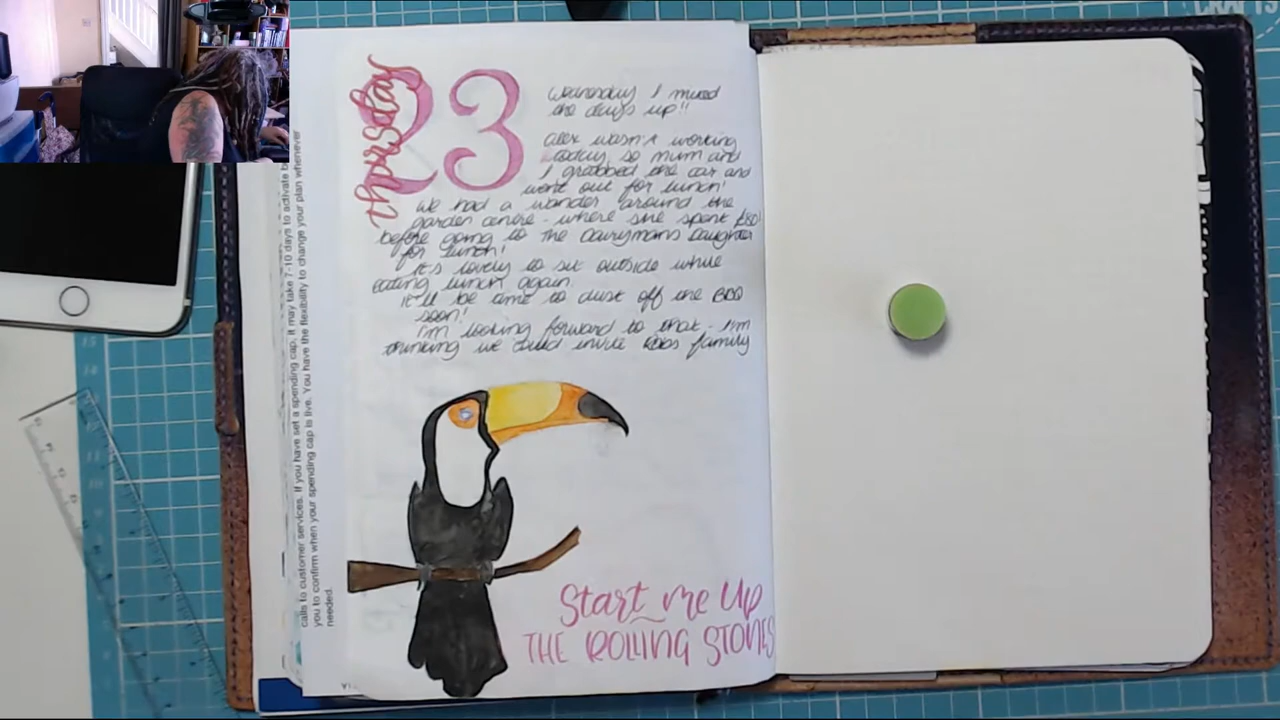 calls to customer services. If you have set a spending cap, it may take 7-10 days to activate
you to confirm when your spending cap is live. You have the flexibility to change your plan whenever
needed.
thursday
23
wednesday I mixed
the days up!!
Alex wasn't working
today, so mum and
I grabbed the car and
went out for lunch!
we had a wander around the
garden centre - where she spent
before going to the Dairymans Daughter
for lunch!
it's lovely to sit outside while
eating lunch again.
it'll be time to dust off the BBQ
soon!
I'm looking forward to that - I'm
thinking we could invite family
Start me Up
THE ROLLING STONES
CRAFTS